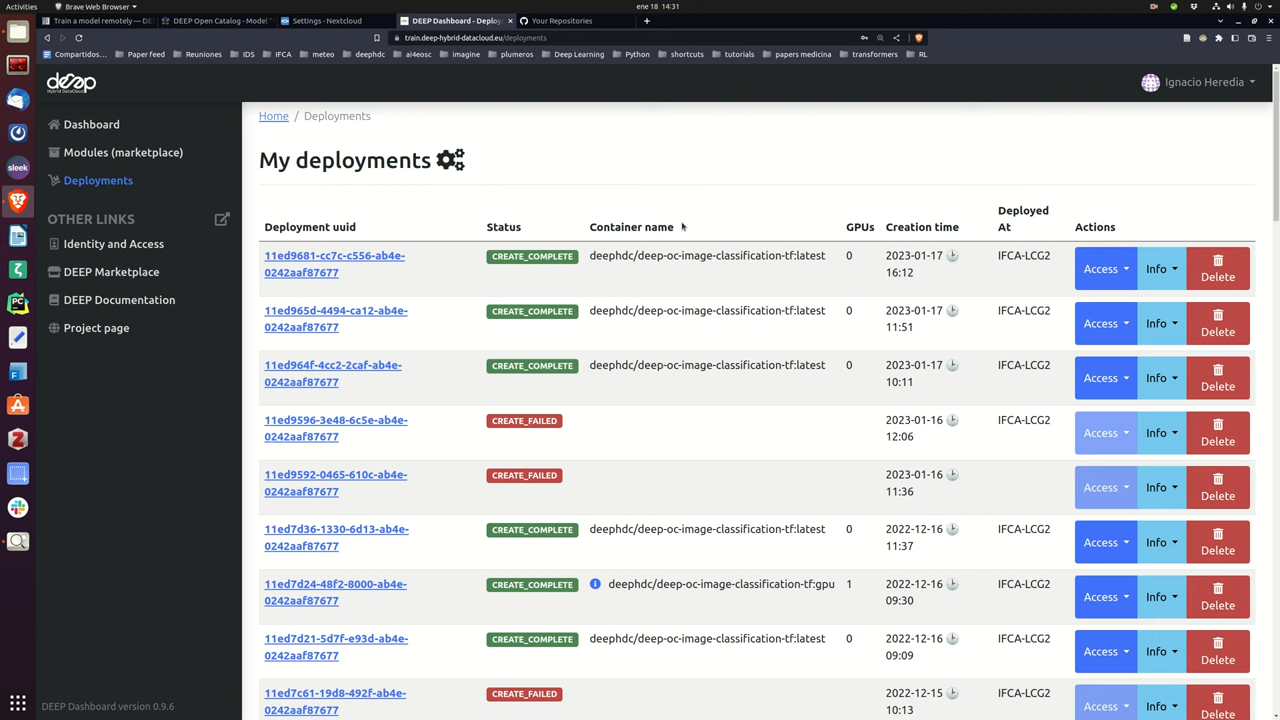 Activities
Brave Web Browser
ene 18 14:31
Train a model remotely — DE
DEEP Open Catalog - Model
Settings - Nextcloud
DEEP Dashboard - Deploy
Your Repositories
train.deep-hybrid-datacloud.eu/deployments
Compartidos…
Paper feed
Reuniones
IDS
IFCA
meteo
deephdc
ai4eosc
imagine
plumeros
Deep Learning
Python
shortcuts
tutorials
papers medicina
transformers
RL
deep
Hybrid DataCloud
Ignacio Heredia
Dashboard
Modules (marketplace)
Deployments
OTHER LINKS
Identity and Access
DEEP Marketplace
DEEP Documentation
Project page
DEEP Dashboard version 0.9.6
Home / Deployments
My deployments
Deployment uuid Status Container name GPUs Creation time Deployed At Actions
11ed9681-cc7c-c556-ab4e- CREATE_COMPLETE deephdc/deep-oc-image-classification-tf:latest 0 2023-01-17 IFCA-LCG2 Access Info Delete
0242aaf87677 16:12
11ed965d-4494-ca12-ab4e- CREATE_COMPLETE deephdc/deep-oc-image-classification-tf:latest 0 2023-01-17 IFCA-LCG2 Access Info Delete
0242aaf87677 11:51
11ed964f-4cc2-2caf-ab4e- CREATE_COMPLETE deephdc/deep-oc-image-classification-tf:latest 0 2023-01-17 IFCA-LCG2 Access Info Delete
0242aaf87677 10:11
11ed9596-3e48-6c5e-ab4e- CREATE_FAILED 2023-01-16 IFCA-LCG2 Access Info Delete
0242aaf87677 12:06
11ed9592-0465-610c-ab4e- CREATE_FAILED 2023-01-16 IFCA-LCG2 Access Info Delete
0242aaf87677 11:36
11ed7d36-1330-6d13-ab4e- CREATE_COMPLETE deephdc/deep-oc-image-classification-tf:latest 0 2022-12-16 IFCA-LCG2 Access Info Delete
0242aaf87677 11:37
11ed7d24-48f2-8000-ab4e- CREATE_COMPLETE deephdc/deep-oc-image-classification-tf:gpu 1 2022-12-16 IFCA-LCG2 Access Info Delete
0242aaf87677 09:30
11ed7d21-5d7f-e93d-ab4e- CREATE_COMPLETE deephdc/deep-oc-image-classification-tf:latest 0 2022-12-16 IFCA-LCG2 Access Info Delete
0242aaf87677 09:09
11ed7c61-19d8-492f-ab4e- CREATE_FAILED 2022-12-15 IFCA-LCG2 Access Info Delete
0242aaf87677 10:13
sleek
PC